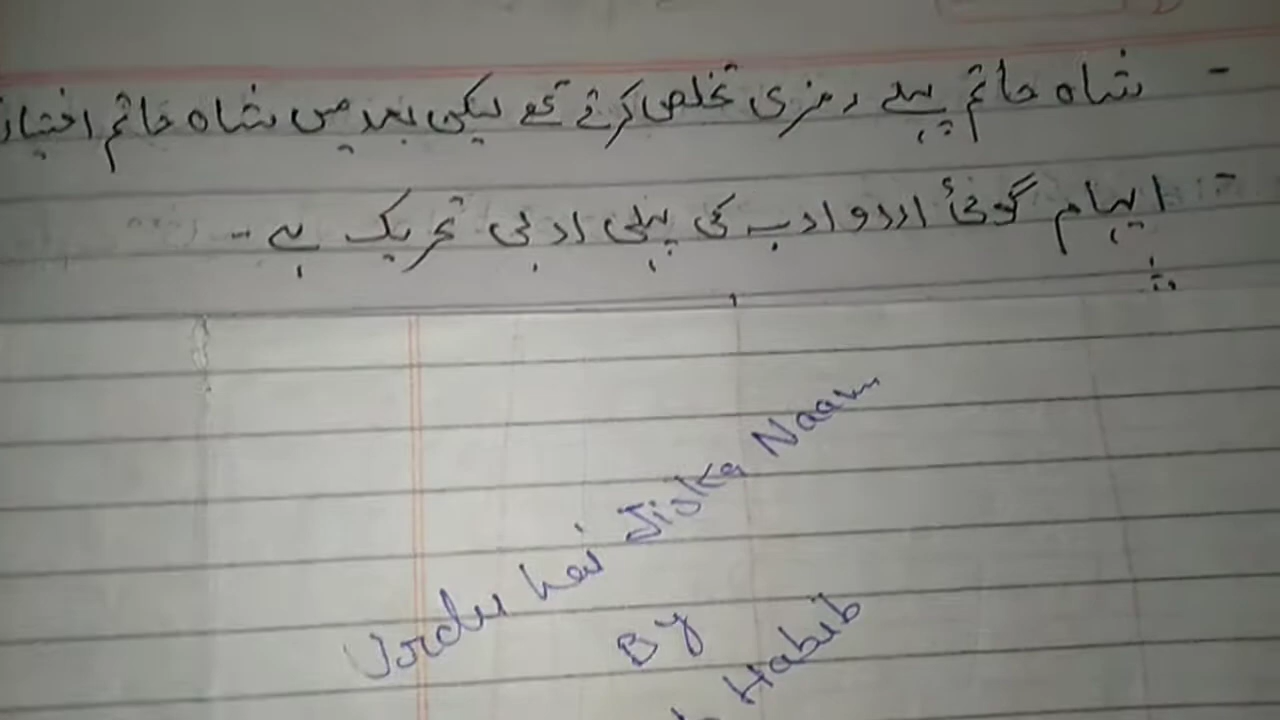 - شاہ حاتم پہلے رمزی تخلص کرتے تھے لیکن بعد میں شاہ حاتم اختیار
- ایہام گوئی اردو ادب کی پہلی ادبی تحریک ہے -
Urdu hai Jiska Naam
By
Habib